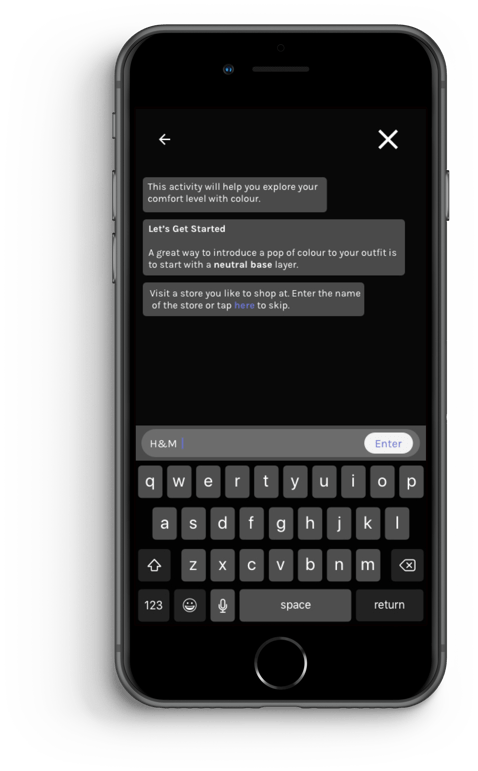 This activity will help you explore your
comfort level with colour.
Let's Get Started
A great way to introduce a pop of colour to your outfit is
to start with a neutral base layer.
Visit a store you like to shop at. Enter the name
of the store or tap here to skip.
H&M
Enter
q w e r t y u i o p
a s d f g h j k l
z x c v b n m
123 space return